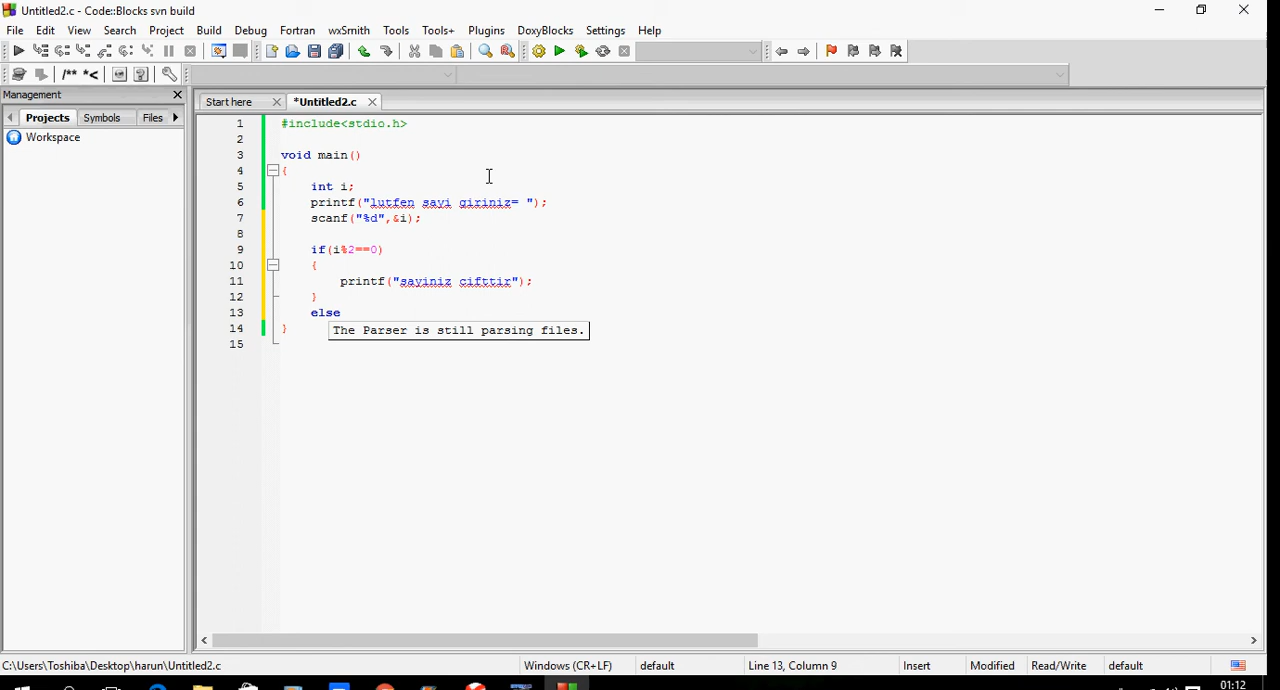 Untitled2.c - Code::Blocks svn build
File Edit View Search Project Build Debug Fortran wxSmith Tools Tools+ Plugins DoxyBlocks Settings Help
/** *<
Management
Start here *Untitled2.c
Projects Symbols Files
Workspace
1 #include<stdio.h>
2
3 void main()
4 {
5 int i;
6 printf("lutfen sayi giriniz= ");
7 scanf("%d",&i);
8
9 if(i%2==0)
10 {
11 printf("sayiniz cifttir");
12 }
13 else
14 }
The Parser is still parsing files.
15
C:\Users\Toshiba\Desktop\harun\Untitled2.c Windows (CR+LF) default Line 13, Column 9 Insert Modified Read/Write default
01:12